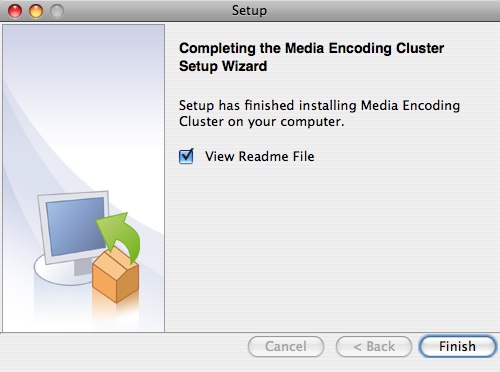 Setup
Completing the Media Encoding Cluster
Setup Wizard
Setup has finished installing Media Encoding
Cluster on your computer.
View Readme File
Cancel
< Back
Finish